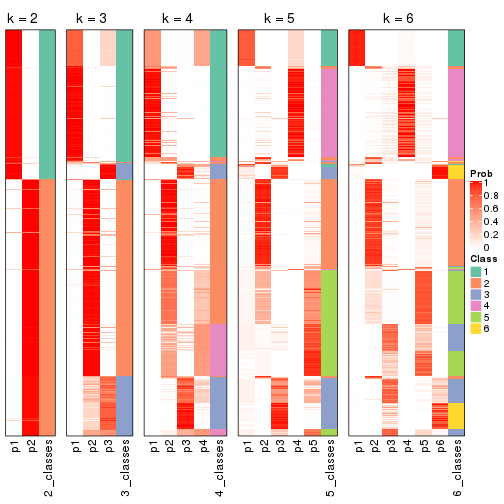 k = 2
k = 3
k = 4
k = 5
k = 6
Prob
1
0.8
0.6
0.4
0.2
0
Class
1
2
3
4
5
6
p1
p2
2_classes
p1
p2
p3
3_classes
p1
p2
p3
p4
4_classes
p1
p2
p3
p4
p5
5_classes
p1
p2
p3
p4
p5
p6
6_classes